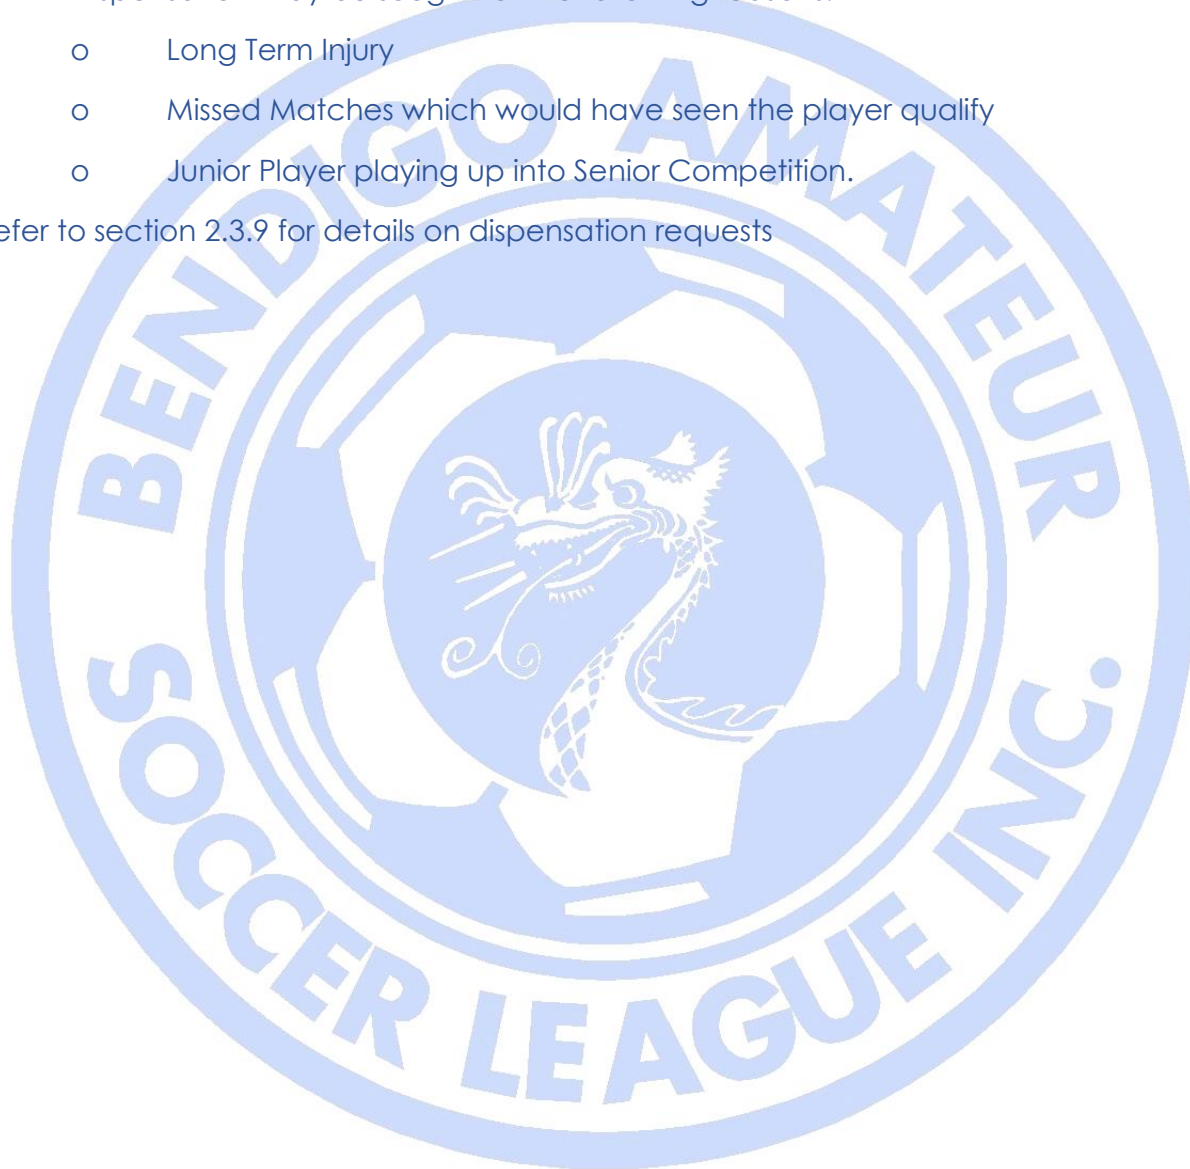 o Long Term Injury
o Missed Matches which would have seen the player qualify
o Junior Player playing up into Senior Competition.
efer to section 2.3.9 for details on dispensation requests
BENDIGO AMATEUR
SOCCER LEAGUE INC.